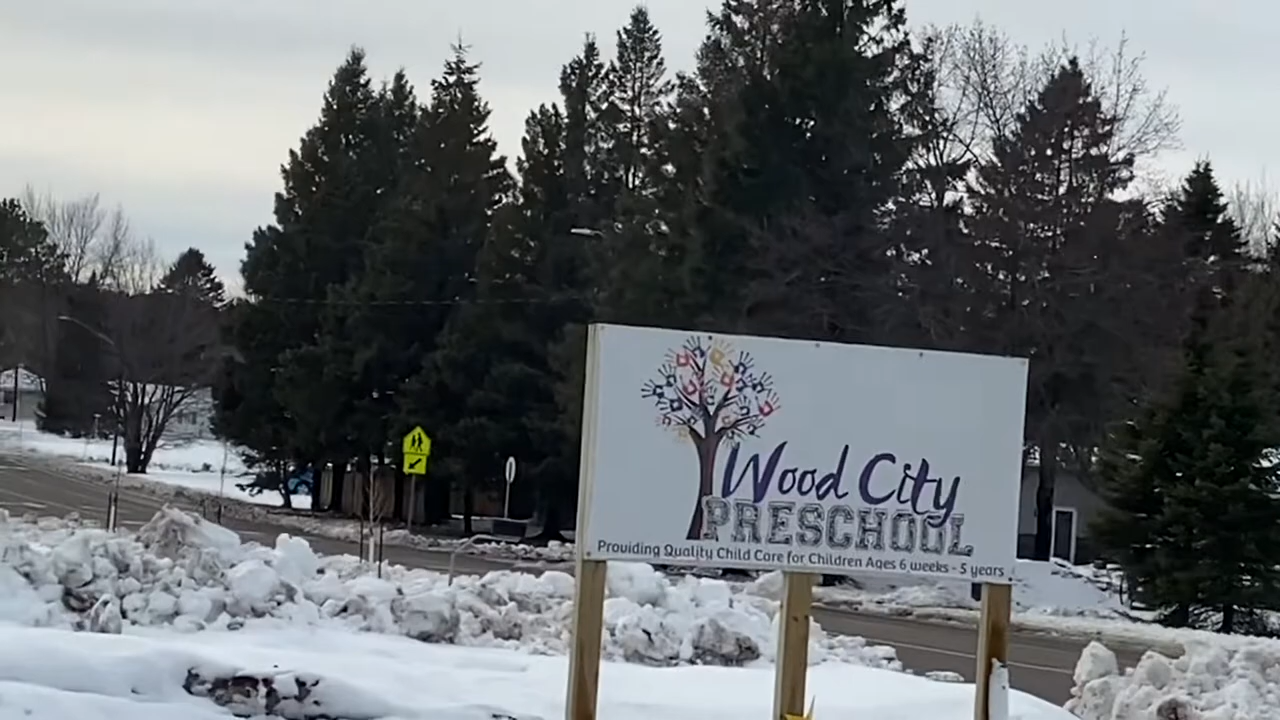 Wood City
PRESCHOOL
Providing Quality Child Care for Children Ages 6 weeks - 5 years